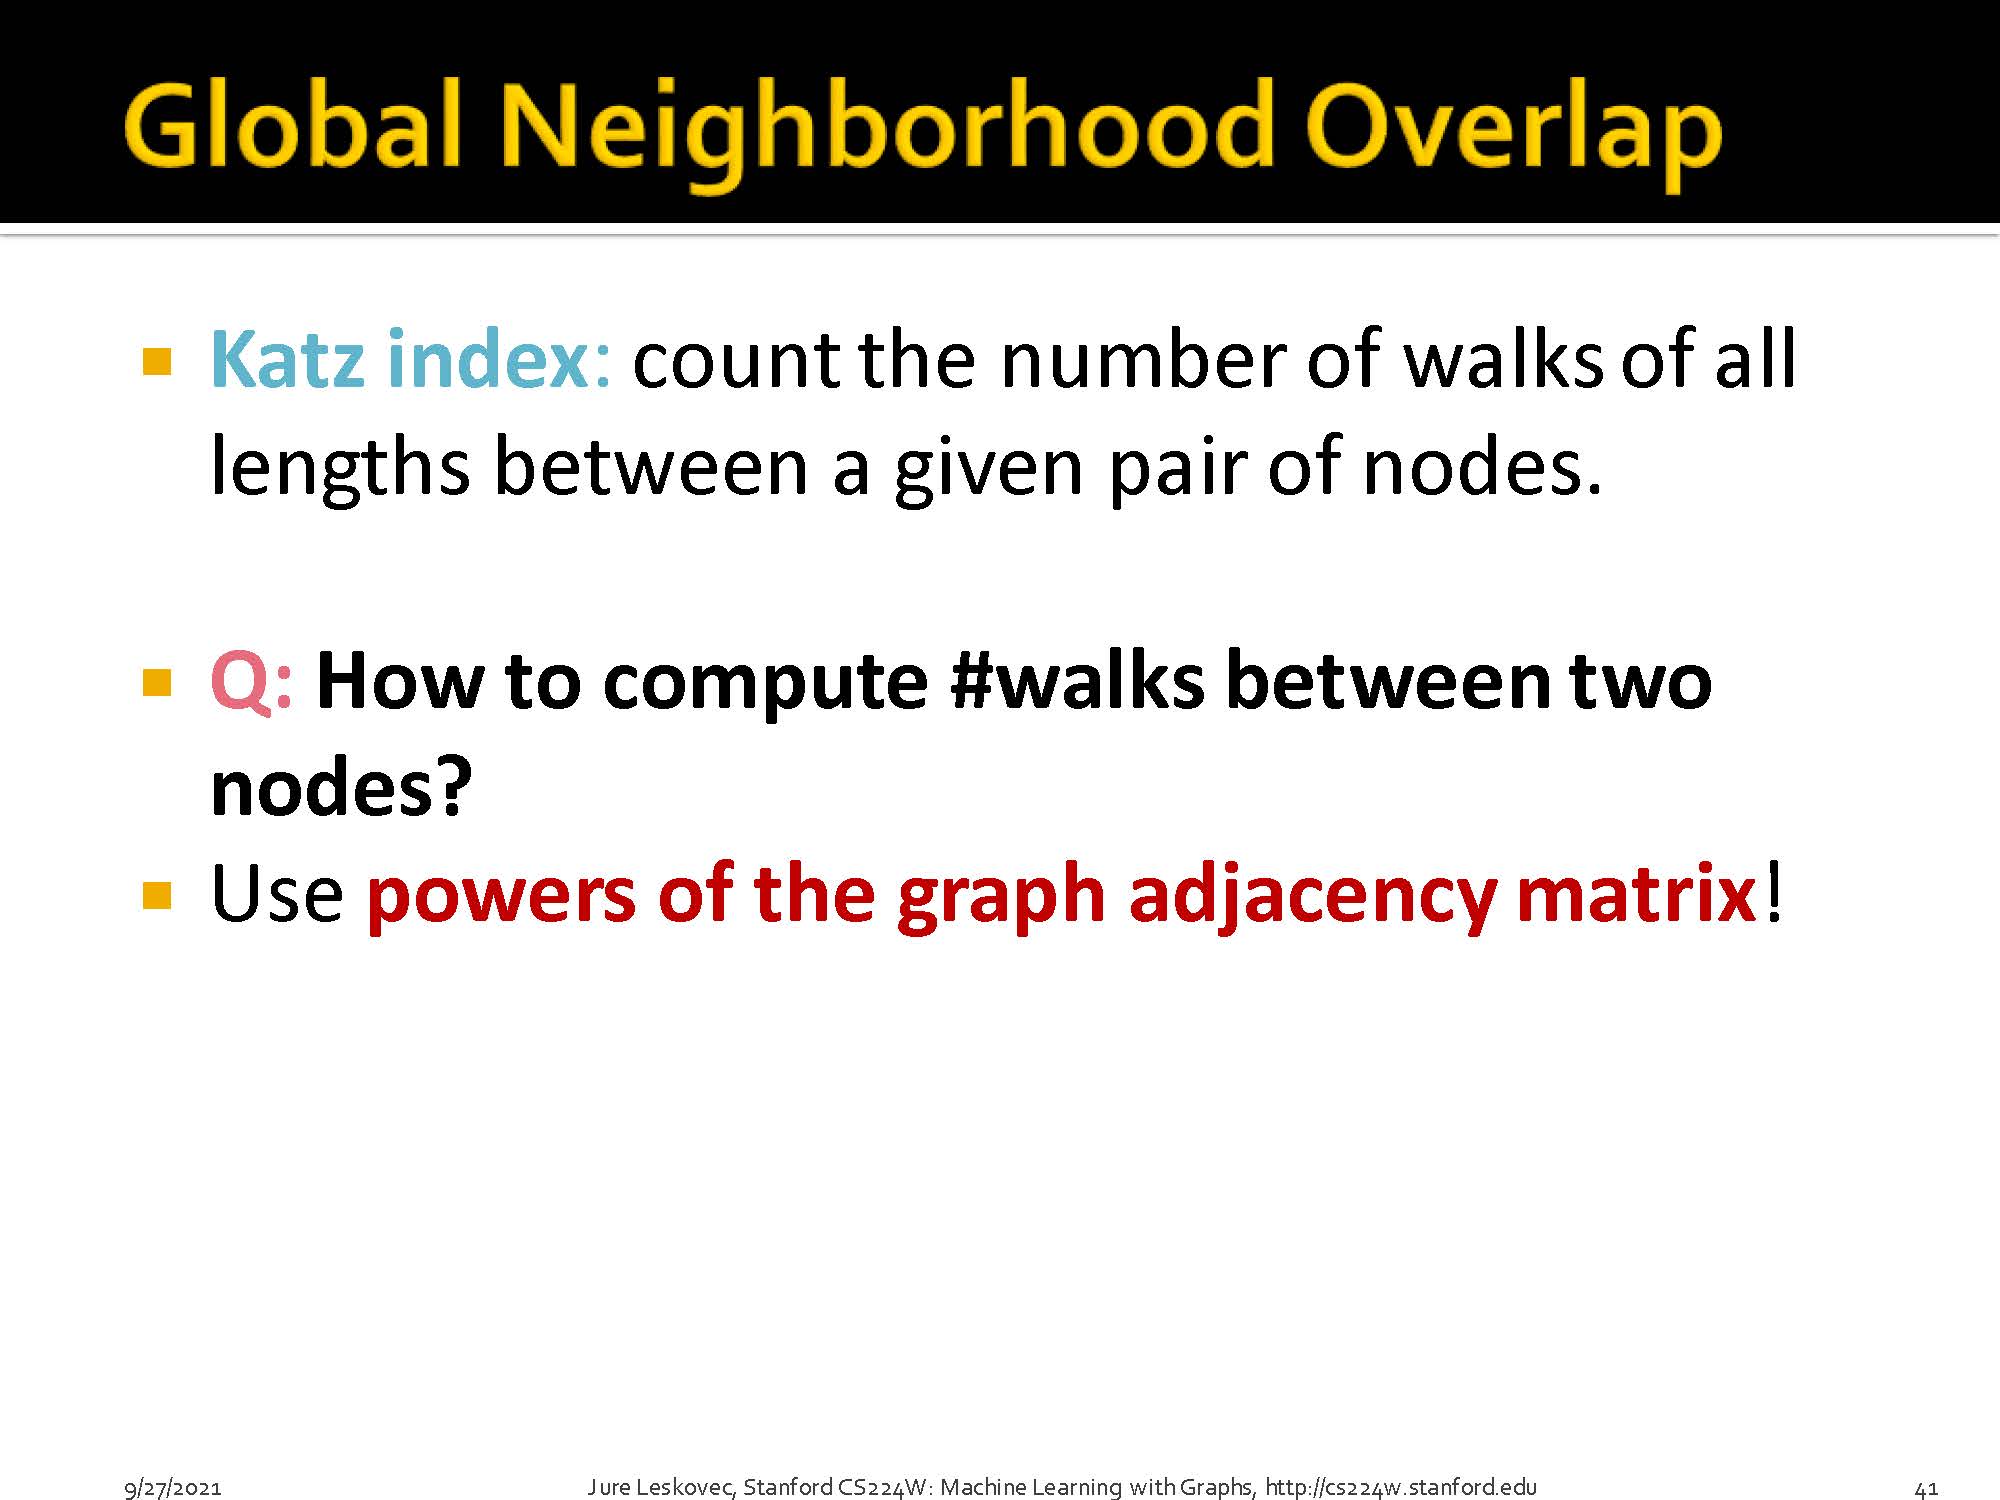 Global Neighborhood Overlap
Katz index: count the number of walks of all
lengths between a given pair of nodes.
Q: How to compute #walks between two
nodes?
Use powers of the graph adjacency matrix!
9/27/2021
Jure Leskovec, Stanford CS224W: Machine Learning with Graphs, http://cs224w.stanford.edu
41